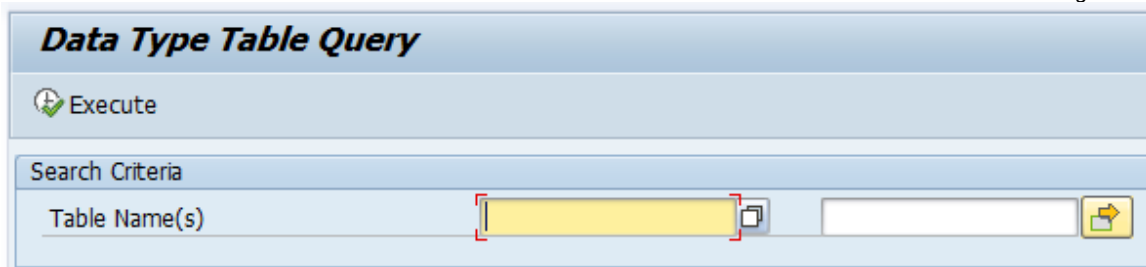 Data Type Table Query
Execute
Search Criteria
Table Name(s)